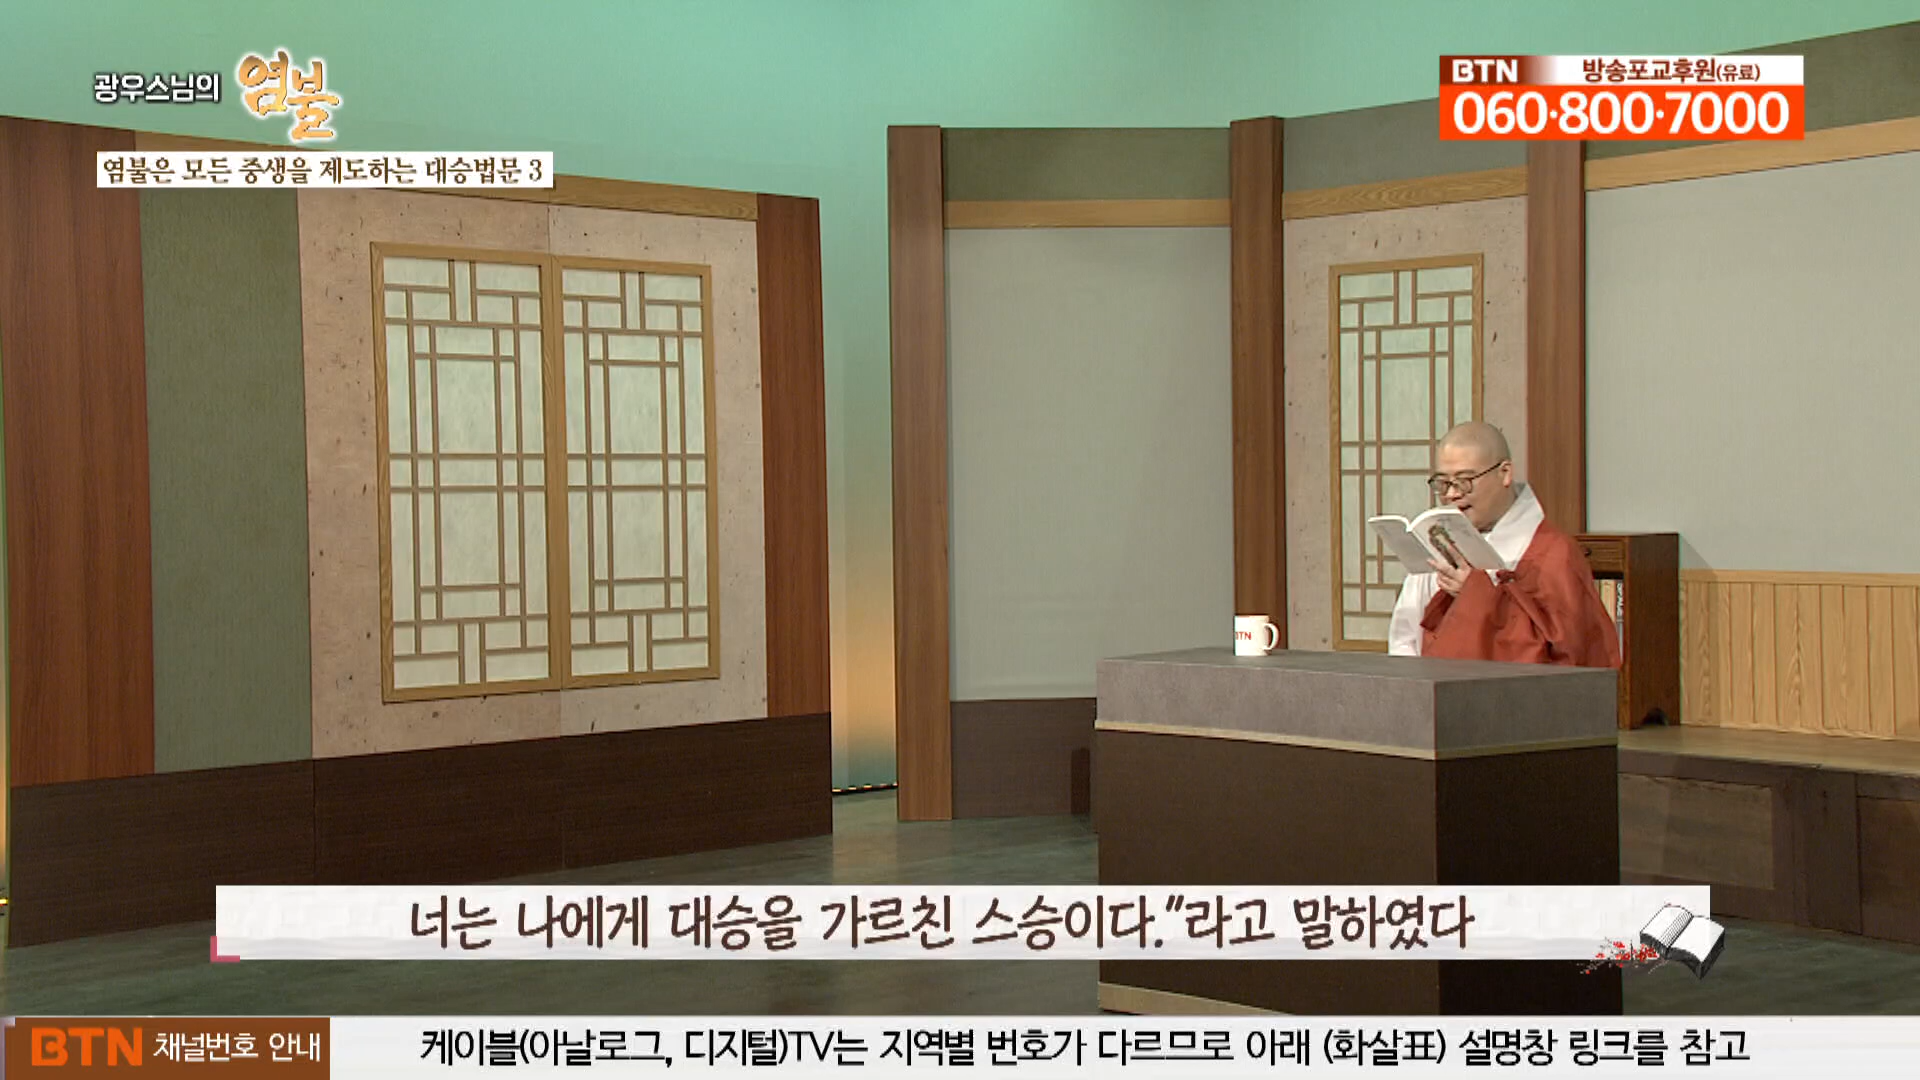 광우스님의 염불
염불은 모든 중생을 제도하는 대승법문 3
BTN 방송포교후원(유료)
060·800·7000
BTN
너는 나에게 대승을 가르친 스승이다."라고 말하였다
BTN 채널번호 안내
케이블(아날로그, 디지털)TV는 지역별 번호가 다르므로 아래 (화살표) 설명창 링크를 참고